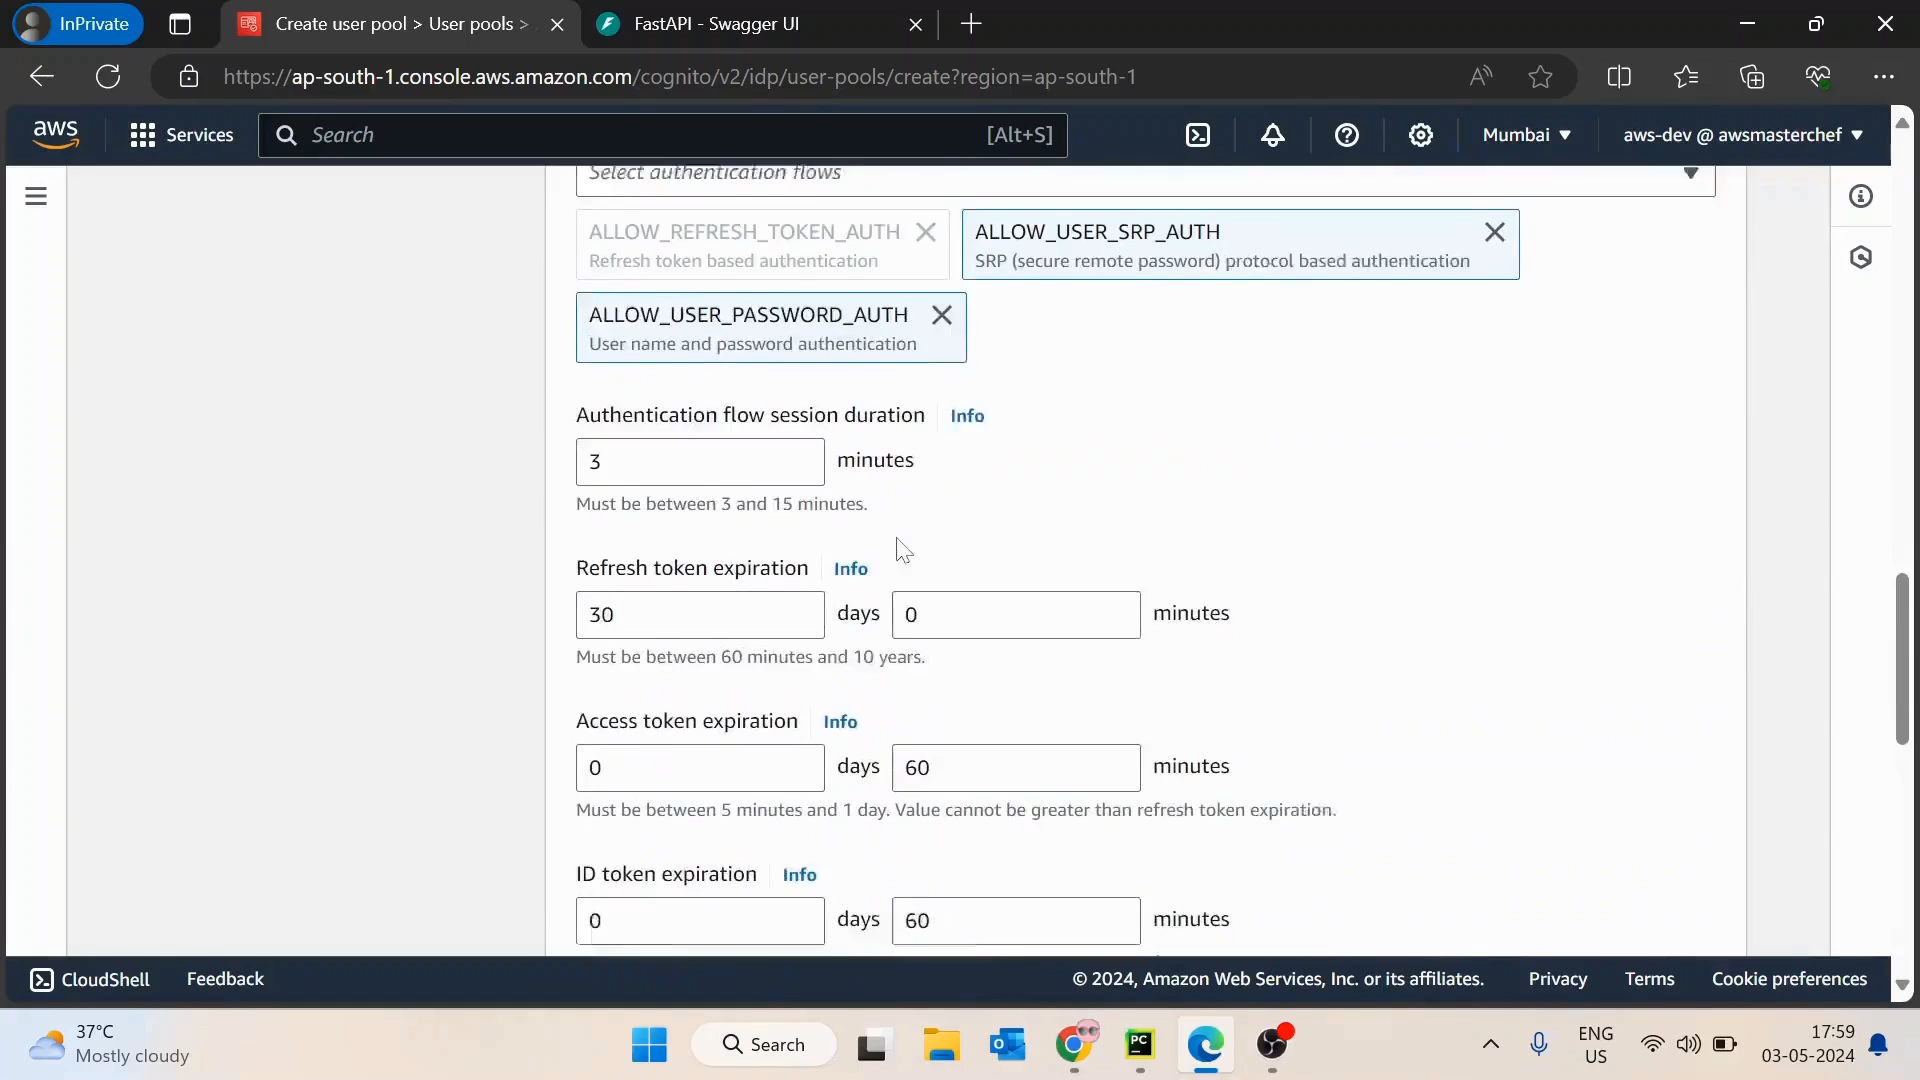 InPrivate
Create user pool > User pools >
FastAPI - Swagger UI
https://ap-south-1.console.aws.amazon.com/cognito/v2/idp/user-pools/create?region=ap-south-1
aws
Services
Search
[Alt+S]
Mumbai
aws-dev @ awsmasterchef
Select authentication flows
ALLOW_REFRESH_TOKEN_AUTH
Refresh token based authentication
ALLOW_USER_SRP_AUTH
SRP (secure remote password) protocol based authentication
ALLOW_USER_PASSWORD_AUTH
User name and password authentication
Authentication flow session duration Info
3 minutes
Must be between 3 and 15 minutes.
Refresh token expiration Info
30 days 0 minutes
Must be between 60 minutes and 10 years.
Access token expiration Info
0 days 60 minutes
Must be between 5 minutes and 1 day. Value cannot be greater than refresh token expiration.
ID token expiration Info
0 days 60 minutes
CloudShell
Feedback
© 2024, Amazon Web Services, Inc. or its affiliates.
Privacy
Terms
Cookie preferences
37°C
Mostly cloudy
Search
PC
ENG
US
17:59
03-05-2024